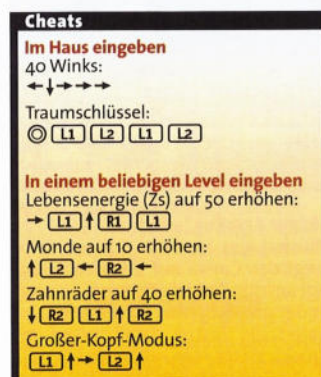 Cheats
Im Haus eingeben
40 Winks:
←↓→→→
Traumschlüssel:
◎ L1 L2 L1 L2
In einem beliebigen Level eingeben
Lebensenergie (Zs) auf 50 erhöhen:
→ L1 ↑ R1 L1
Monde auf 10 erhöhen:
↑ L2 ← R2 ←
Zahnräder auf 40 erhöhen:
↓ R2 L1 ↑ R2
Großer-Kopf-Modus:
L1 ↑ → L2 ↑